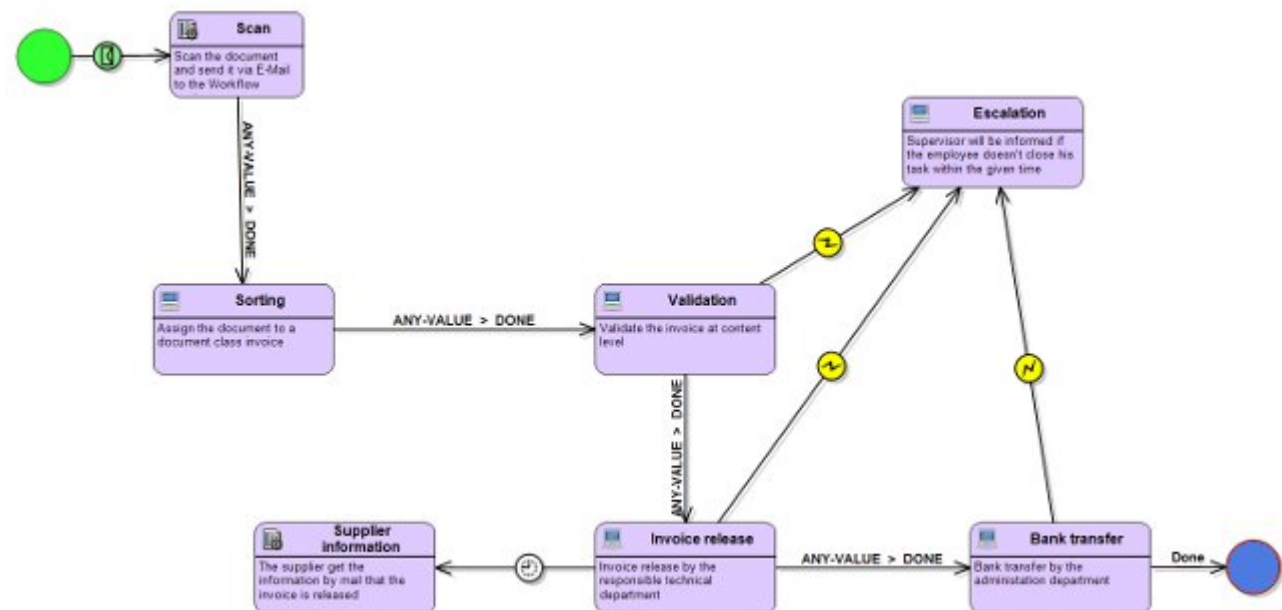 Scan
Scan the document
and send it via E-Mail
to the Workflow
ANY-VALUE > DONE
Escalation
Supervisor will be informed if
the employee doesn't close his
task within the given time
Sorting
Assign the document to a
document class invoice
ANY-VALUE > DONE
Validation
Validate the invoice at content
level
ANY-VALUE > DONE
Supplier
information
The supplier get the
information by mail that the
invoice is released
Invoice release
Invoice release by the
responsible technical
department
ANY-VALUE > DONE
Bank transfer
Bank transfer by the
administation department
Done